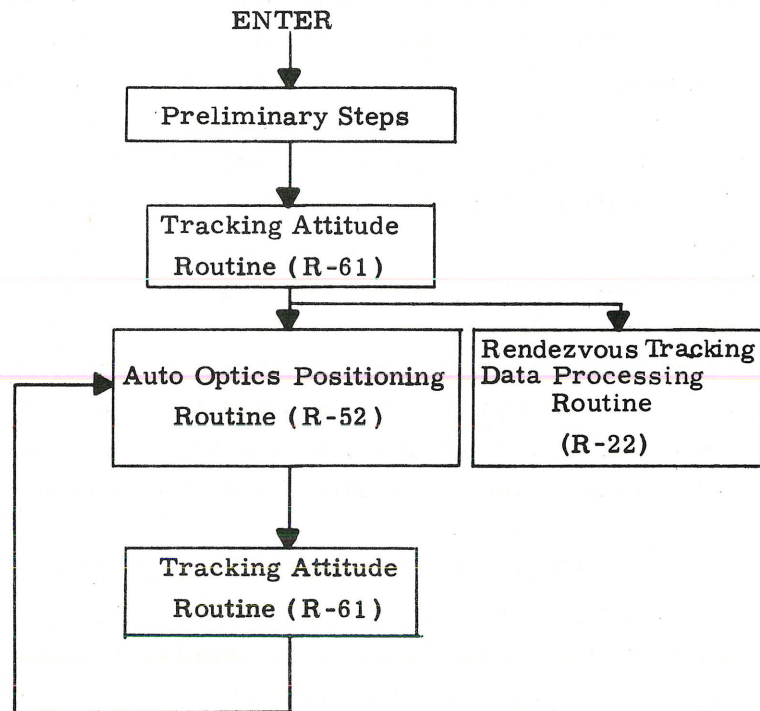 ENTER
Preliminary Steps
Tracking Attitude
Routine (R-61)
Auto Optics Positioning
Routine (R-52)
Rendezvous Tracking
Data Processing
Routine
(R-22)
Tracking Attitude
Routine (R-61)